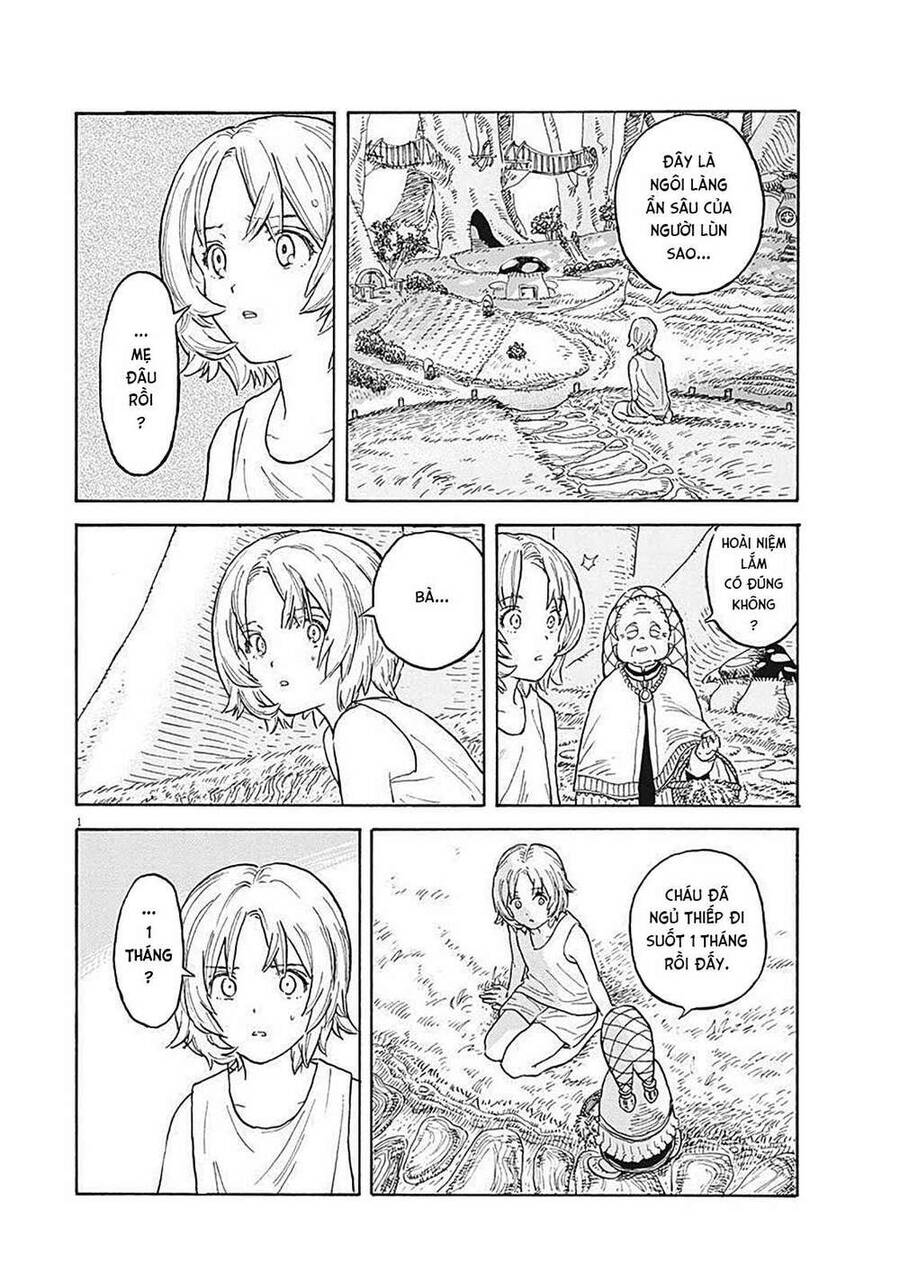 ĐÂY LÀ
NGÔI LÀNG
ẨN SÂU CỦA
NGƯỜI LÙN
SAO...
...
MẸ
ĐÂU
RỒI
?
HOÀI NIỆM
LẮM
CÓ ĐÚNG
KHÔNG
?
BÀ...
1
CHÁU ĐÃ
NGỦ THIẾP ĐI
SUỐT 1 THÁNG
RỒI ĐẤY.
...
1
THÁNG
?